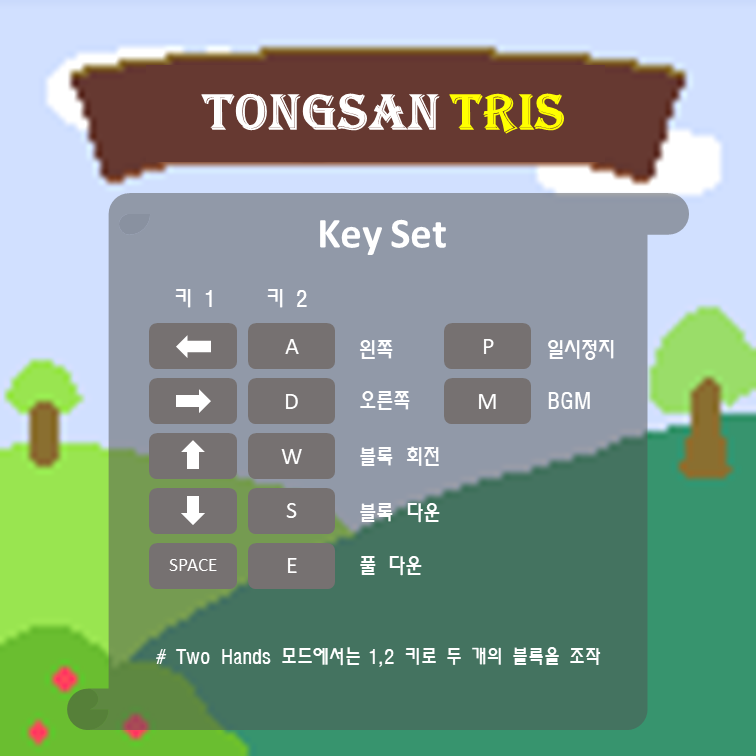 TONGSAN TRIS
Key Set
키 1 키 2
A 왼쪽 P 일시정지
D 오른쪽 M BGM
W 블록 회전
S 블록 다운
SPACE E 풀 다운
# Two Hands 모드에서는 1,2 키로 두 개의 블록을 조작